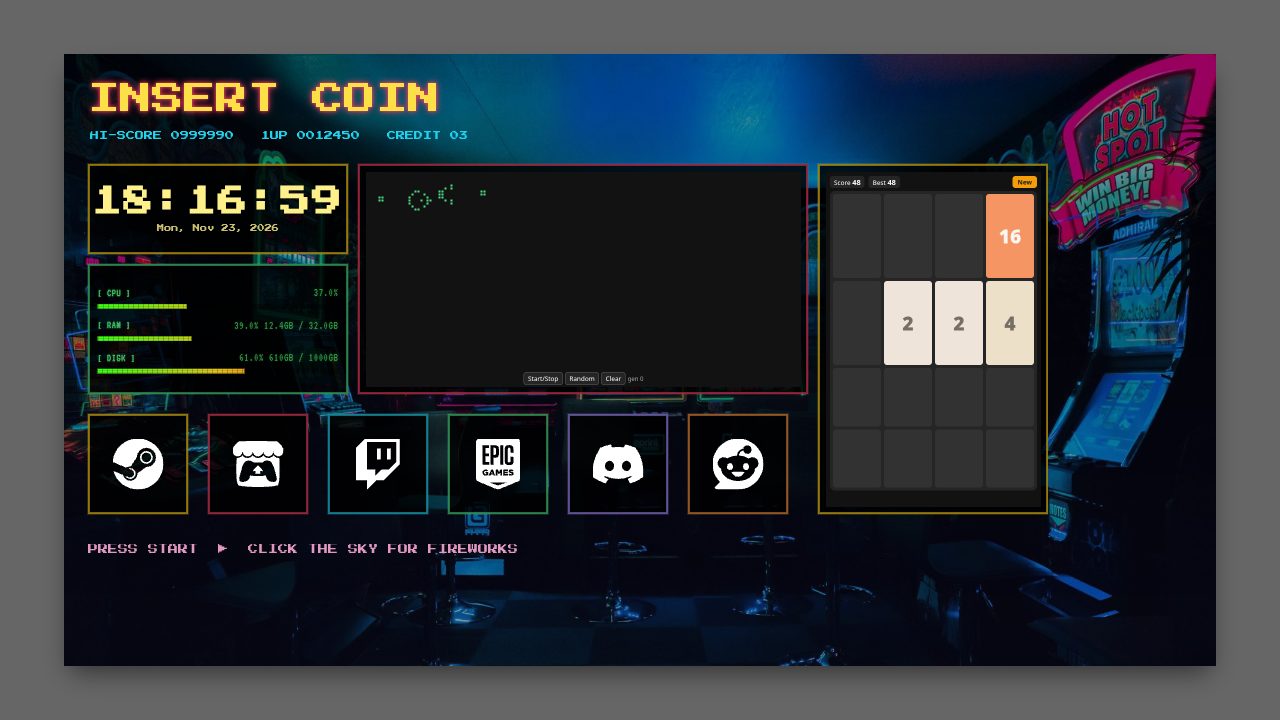 INSERT COIN
HI-SCORE 0999990 1UP 0012450 CREDIT 03
18:16:59
Mon, Nov 23, 2026
[ CPU ] 37.0%
[ RAM ] 39.0% 12.4GB / 32.0GB
[ DISK ] 61.0% 610GB / 1000GB
Start/Stop Random Clear gen 0
Score 48 Best 48 New
16
2 2 4
HOT
SPOT
WIN BIG
MONEY!
ADMIRAL
EPIC
GAMES
PRESS START ► CLICK THE SKY FOR FIREWORKS